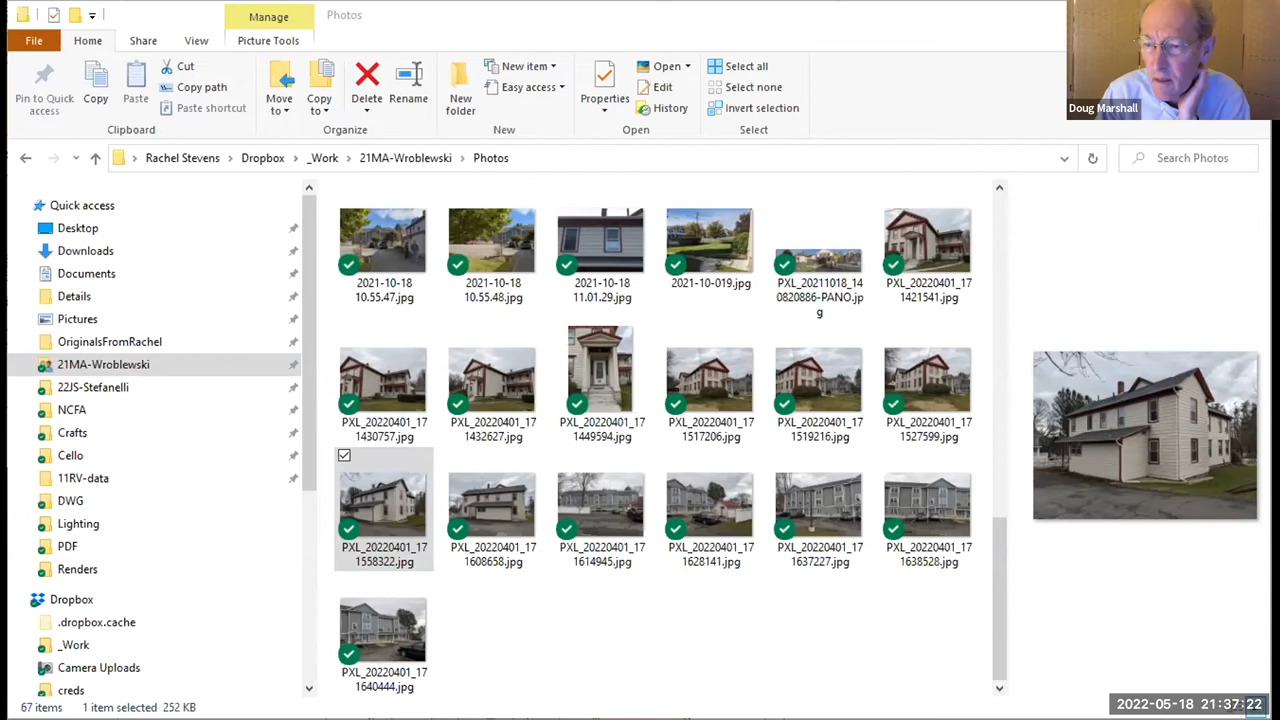 Manage
Photos
File
Home
Share
View
Picture Tools
Pin to Quick
access
Copy
Paste
Cut
Copy path
Paste shortcut
Clipboard
Move
to
Copy
to
Delete
Rename
Organize
New
folder
New item
Easy access
New
Properties
Open
Edit
History
Open
Select all
Select none
Invert selection
Select
Doug Marshall
Rachel Stevens > Dropbox > _Work > 21MA-Wroblewski > Photos
Search Photos
Quick access
Desktop
Downloads
Documents
Details
Pictures
OriginalsFromRachel
21MA-Wroblewski
22JS-Stefanelli
NCFA
Crafts
Cello
11RV-data
DWG
Lighting
PDF
Renders
Dropbox
.dropbox.cache
_Work
Camera Uploads
creds
2021-10-18
10.55.47.jpg
2021-10-18
10.55.48.jpg
2021-10-18
11.01.29.jpg
2021-10-019.jpg
PXL_20211018_14
0820886-PANO.jp
g
PXL_20220401_17
1421541.jpg
PXL_20220401_17
1430757.jpg
PXL_20220401_17
1432627.jpg
PXL_20220401_17
1449594.jpg
PXL_20220401_17
1517206.jpg
PXL_20220401_17
1519216.jpg
PXL_20220401_17
1527599.jpg
PXL_20220401_17
1558322.jpg
PXL_20220401_17
1608658.jpg
PXL_20220401_17
1614945.jpg
PXL_20220401_17
1628141.jpg
PXL_20220401_17
1637227.jpg
PXL_20220401_17
1638528.jpg
PXL_20220401_17
1640444.jpg
67 items
1 item selected 252 KB
2022-05-18 21:37:22